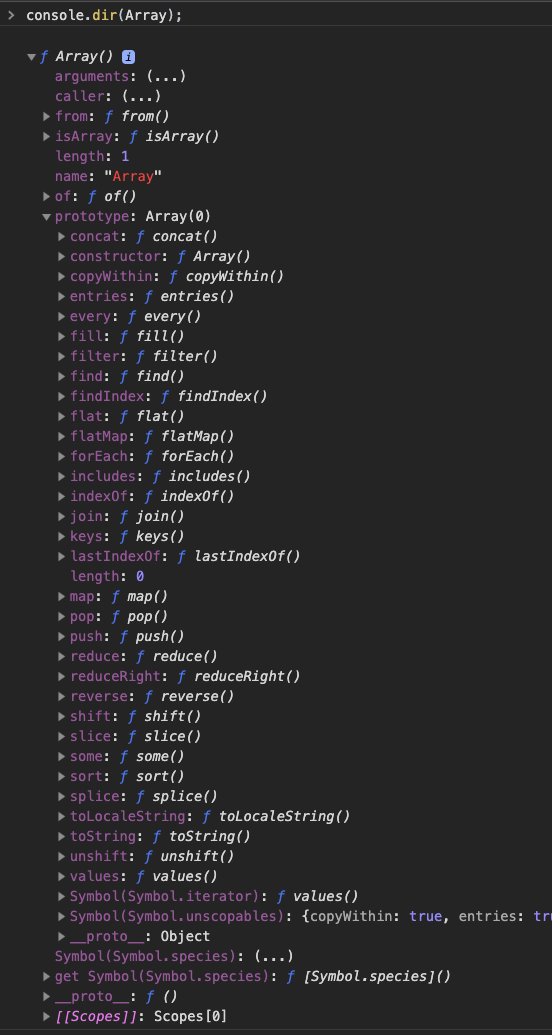 > console.dir(Array);
▼ƒ Array() i
arguments: (...)
caller: (...)
▶from: ƒ from()
▶isArray: ƒ isArray()
length: 1
name: "Array"
▶of: ƒ of()
▼prototype: Array(0)
▶concat: ƒ concat()
▶constructor: ƒ Array()
▶copyWithin: ƒ copyWithin()
▶entries: ƒ entries()
▶every: ƒ every()
▶fill: ƒ fill()
▶filter: ƒ filter()
▶find: ƒ find()
▶findIndex: ƒ findIndex()
▶flat: ƒ flat()
▶flatMap: ƒ flatMap()
▶forEach: ƒ forEach()
▶includes: ƒ includes()
▶indexOf: ƒ indexOf()
▶join: ƒ join()
▶keys: ƒ keys()
▶lastIndexOf: ƒ lastIndexOf()
length: 0
▶map: ƒ map()
▶pop: ƒ pop()
▶push: ƒ push()
▶reduce: ƒ reduce()
▶reduceRight: ƒ reduceRight()
▶reverse: ƒ reverse()
▶shift: ƒ shift()
▶slice: ƒ slice()
▶some: ƒ some()
▶sort: ƒ sort()
▶splice: ƒ splice()
▶toLocaleString: ƒ toLocaleString()
▶toString: ƒ toString()
▶unshift: ƒ unshift()
▶values: ƒ values()
▶Symbol(Symbol.iterator): ƒ values()
▶Symbol(Symbol.unscopables): {copyWithin: true, entries: tr
▶__proto__: Object
Symbol(Symbol.species): (...)
▶get Symbol(Symbol.species): ƒ [Symbol.species]()
▶__proto__: ƒ ()
▶[[Scopes]]: Scopes[0]